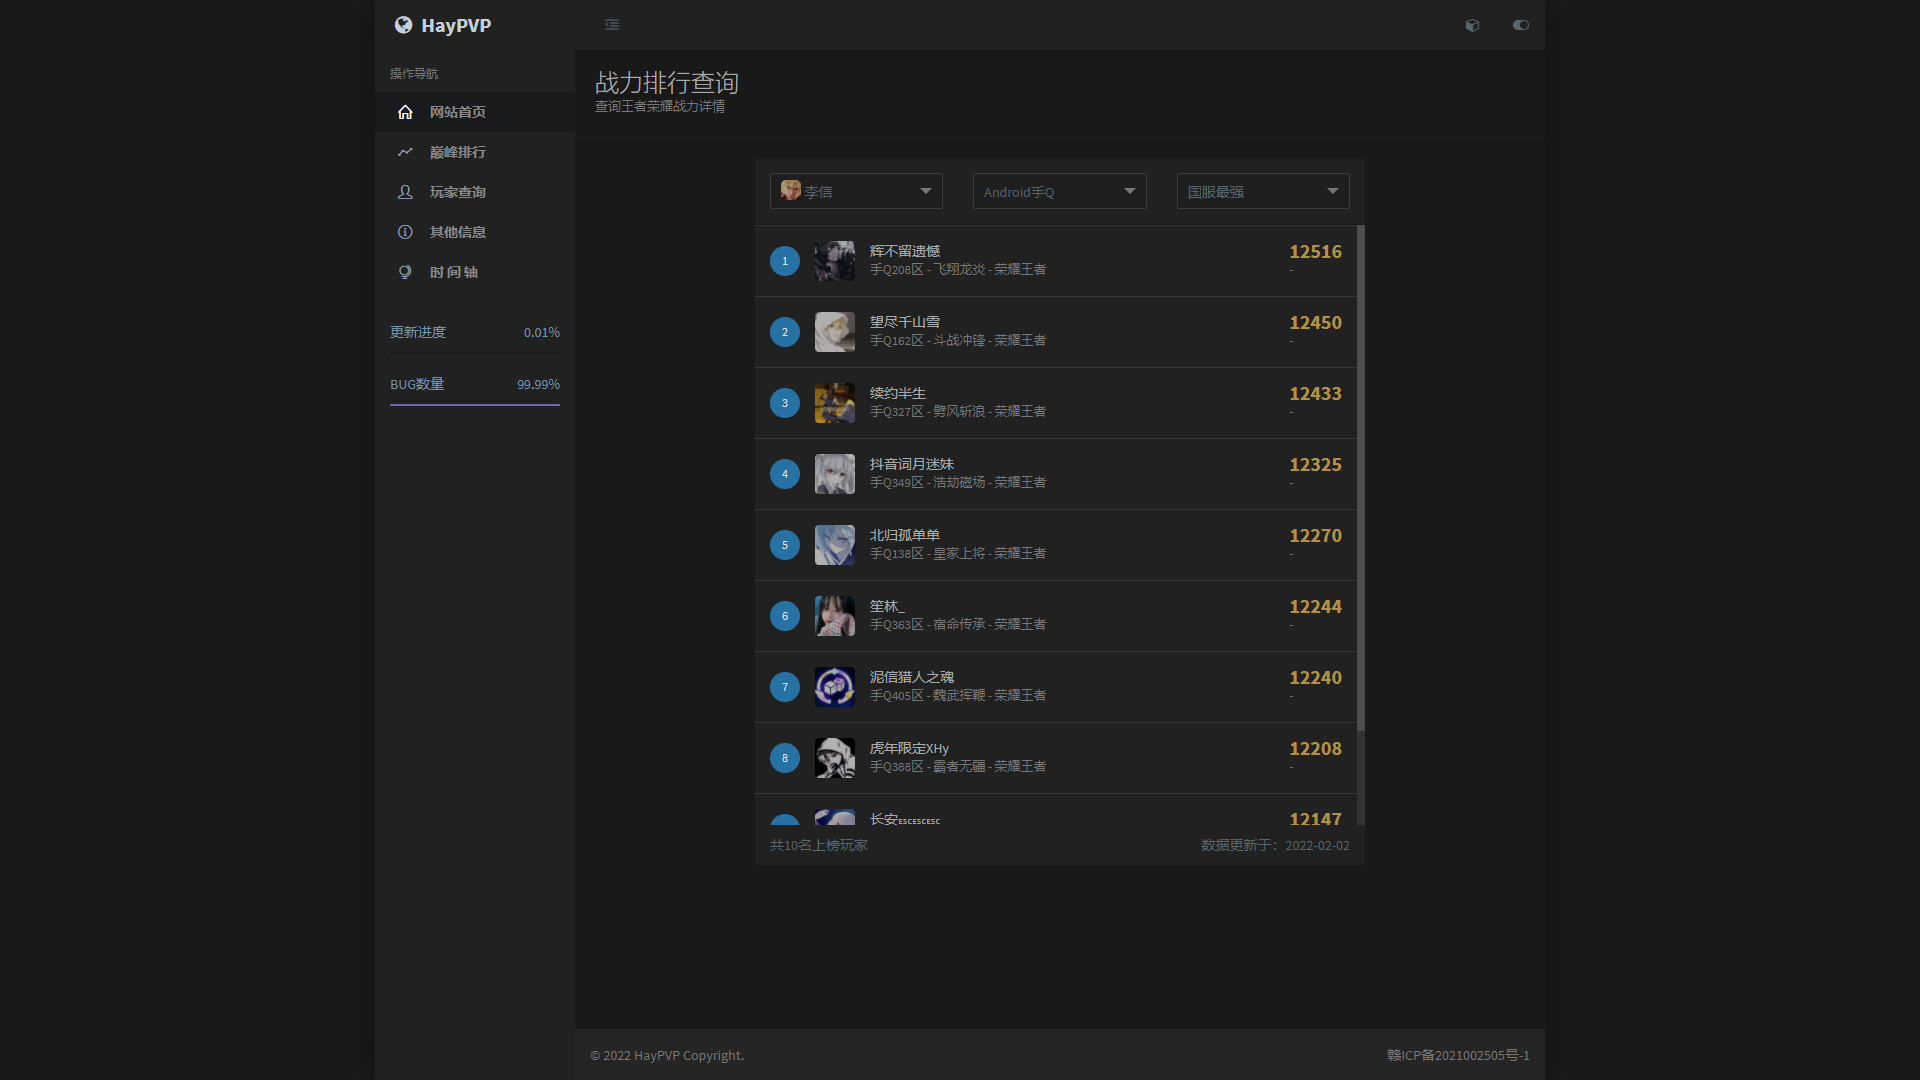 HayPVP
操作导航
网站首页
巅峰排行
玩家查询
其他信息
时 间 轴
更新进度 0.01%
BUG数量 99.99%
战力排行查询
查询王者荣耀战力详情
李信 Android手Q 国服最强
1 辉不留遗憾 12516
手Q208区 - 飞翔龙炎 - 荣耀王者 -
2 望尽千山雪 12450
手Q162区 - 斗战冲锋 - 荣耀王者 -
3 续约半生 12433
手Q327区 - 劈风斩浪 - 荣耀王者 -
4 抖音词月迷妹 12325
手Q349区 - 浩劫磁场 - 荣耀王者 -
5 北归孤单单 12270
手Q138区 - 皇家上将 - 荣耀王者 -
6 笙林_ 12244
手Q363区 - 宿命传承 - 荣耀王者 -
7 泥信猎人之魂 12240
手Q405区 - 魏武挥鞭 - 荣耀王者 -
8 虎年限定XHy 12208
手Q388区 - 霸者无疆 - 荣耀王者 -
长安ᴇsᴄᴇsᴄᴇsᴄ 12147
共10名上榜玩家 数据更新于：2022-02-02
© 2022 HayPVP Copyright. 赣ICP备2021002505号-1